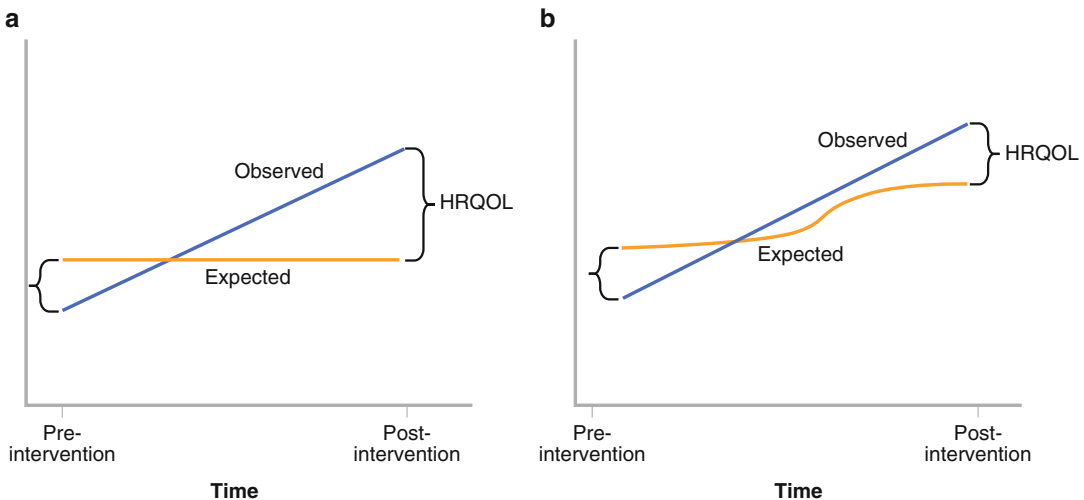 a
Observed
HRQOL
Expected
Pre-
intervention
Post-
intervention
Time
b
Observed
HRQOL
Expected
Pre-
intervention
Post-
intervention
Time